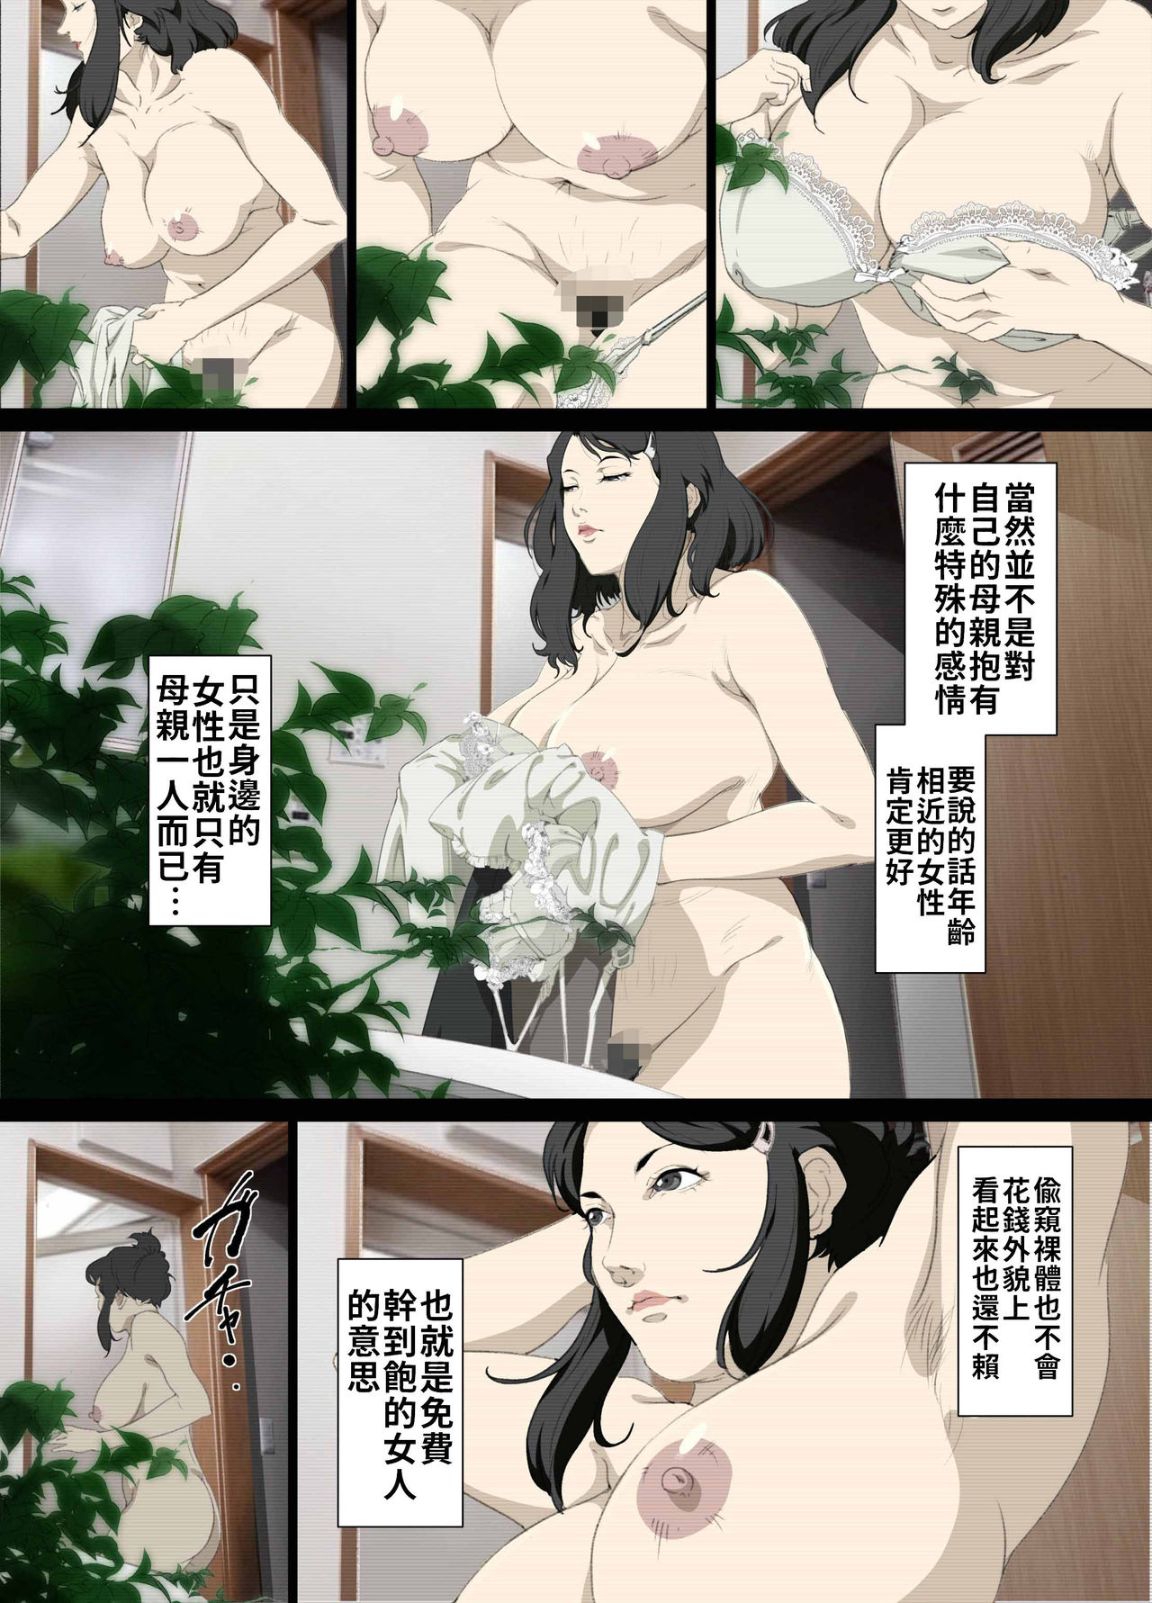 當然並不是對
自己的母親抱有
什麼特殊的感情
要說的話年齡
相近的女性
肯定更好
只是身邊的
女性也就只有
母親一人而已…
偸窺裸體也不會
花錢外貌上
看起來也還不賴
也就是免費
幹到飽的女人
的意思
ガチャ・・